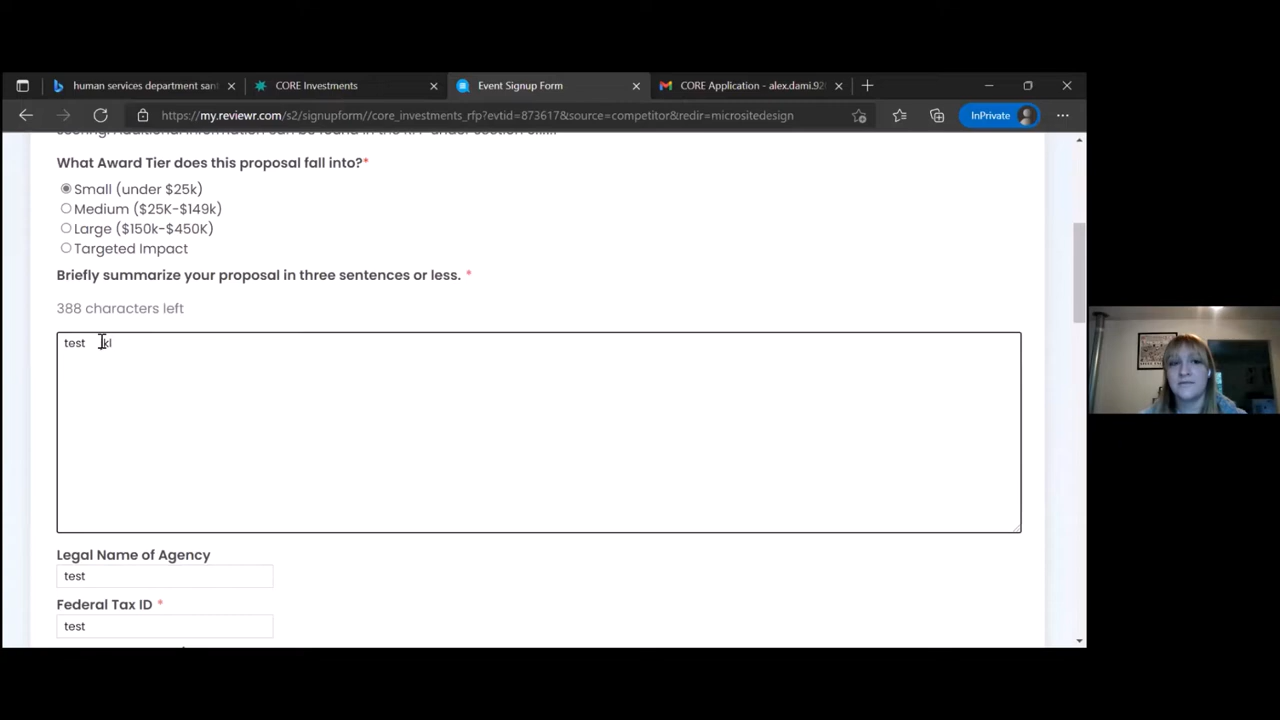 human services department sant
CORE Investments
Event Signup Form
CORE Application - alex.dami.92
https://my.reviewr.com/s2/signupform//core_investments_rfp?evtid=873617&source=competitor&redir=micrositedesign
InPrivate
What Award Tier does this proposal fall into?*
Small (under $25k)
Medium ($25K-$149k)
Large ($150k-$450K)
Targeted Impact
Briefly summarize your proposal in three sentences or less. *
388 characters left
test
Legal Name of Agency
test
Federal Tax ID *
test